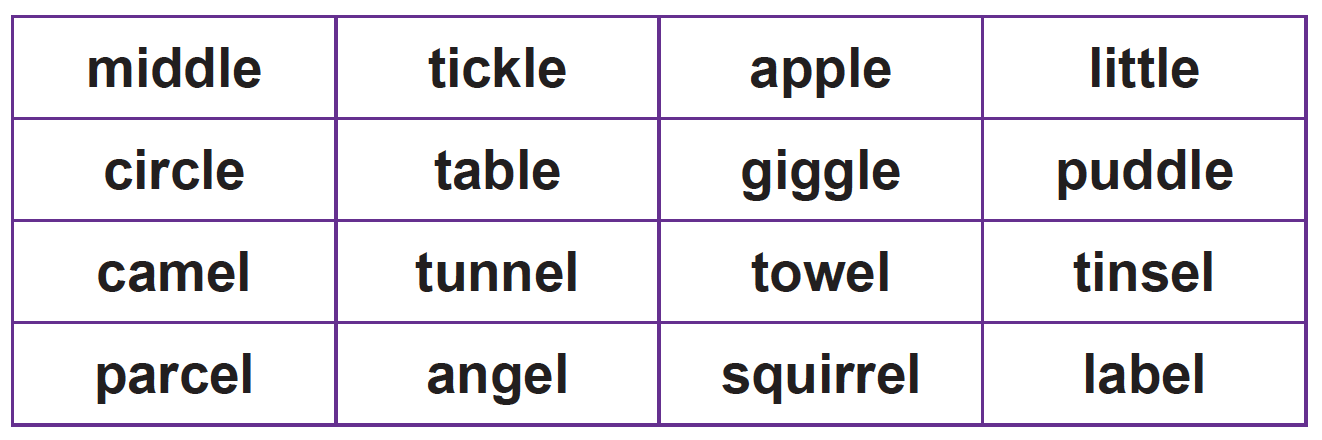 middle tickle apple little
circle table giggle puddle
camel tunnel towel tinsel
parcel angel squirrel label